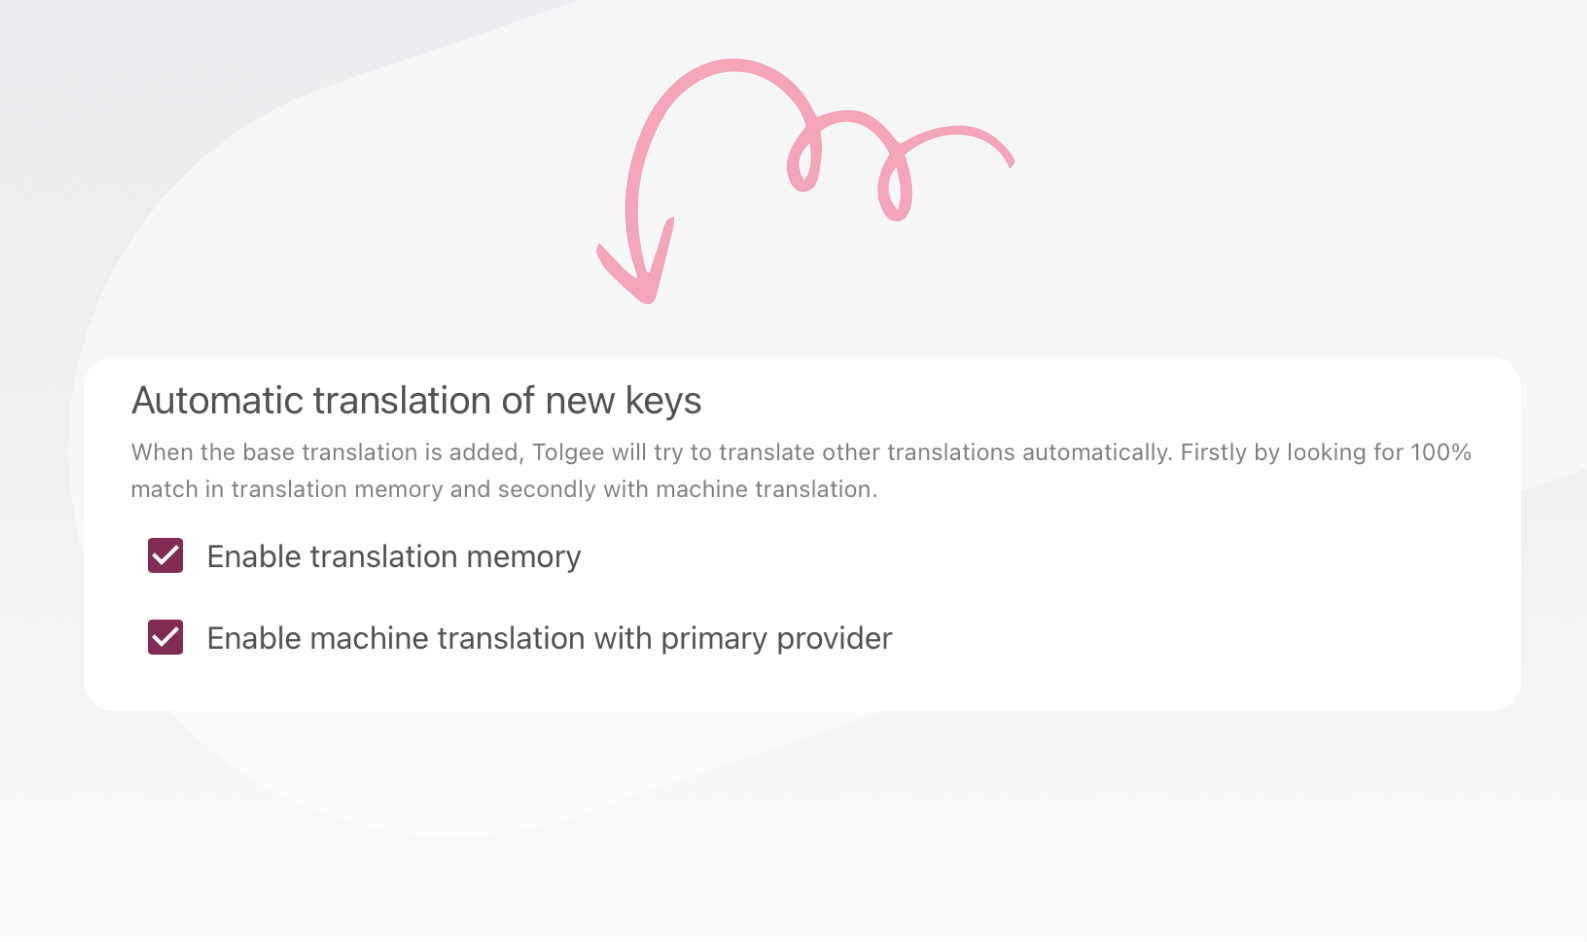 Automatic translation of new keys
When the base translation is added, Tolgee will try to translate other translations automatically. Firstly by looking for 100%
match in translation memory and secondly with machine translation.
Enable translation memory
Enable machine translation with primary provider